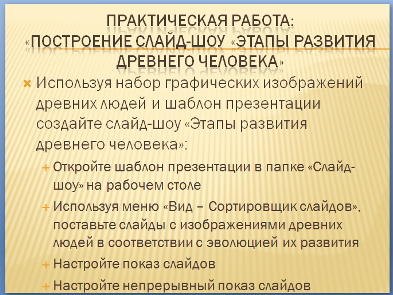 ПРАКТИЧЕСКАЯ РАБОТА:
«ПОСТРОЕНИЕ СЛАЙД-ШОУ «ЭТАПЫ РАЗВИТИЯ
ДРЕВНЕГО ЧЕЛОВЕКА»
Используя набор графических изображений
древних людей и шаблон презентации
создайте слайд-шоу «Этапы развития
древнего человека»:
Откройте шаблон презентации в папке «Слайд-
шоу» на рабочем столе
Используя меню «Вид – Сортировщик слайдов»,
поставьте слайды с изображениями древних
людей в соответствии с эволюцией их развития
Настройте показ слайдов
Настройте непрерывный показ слайдов